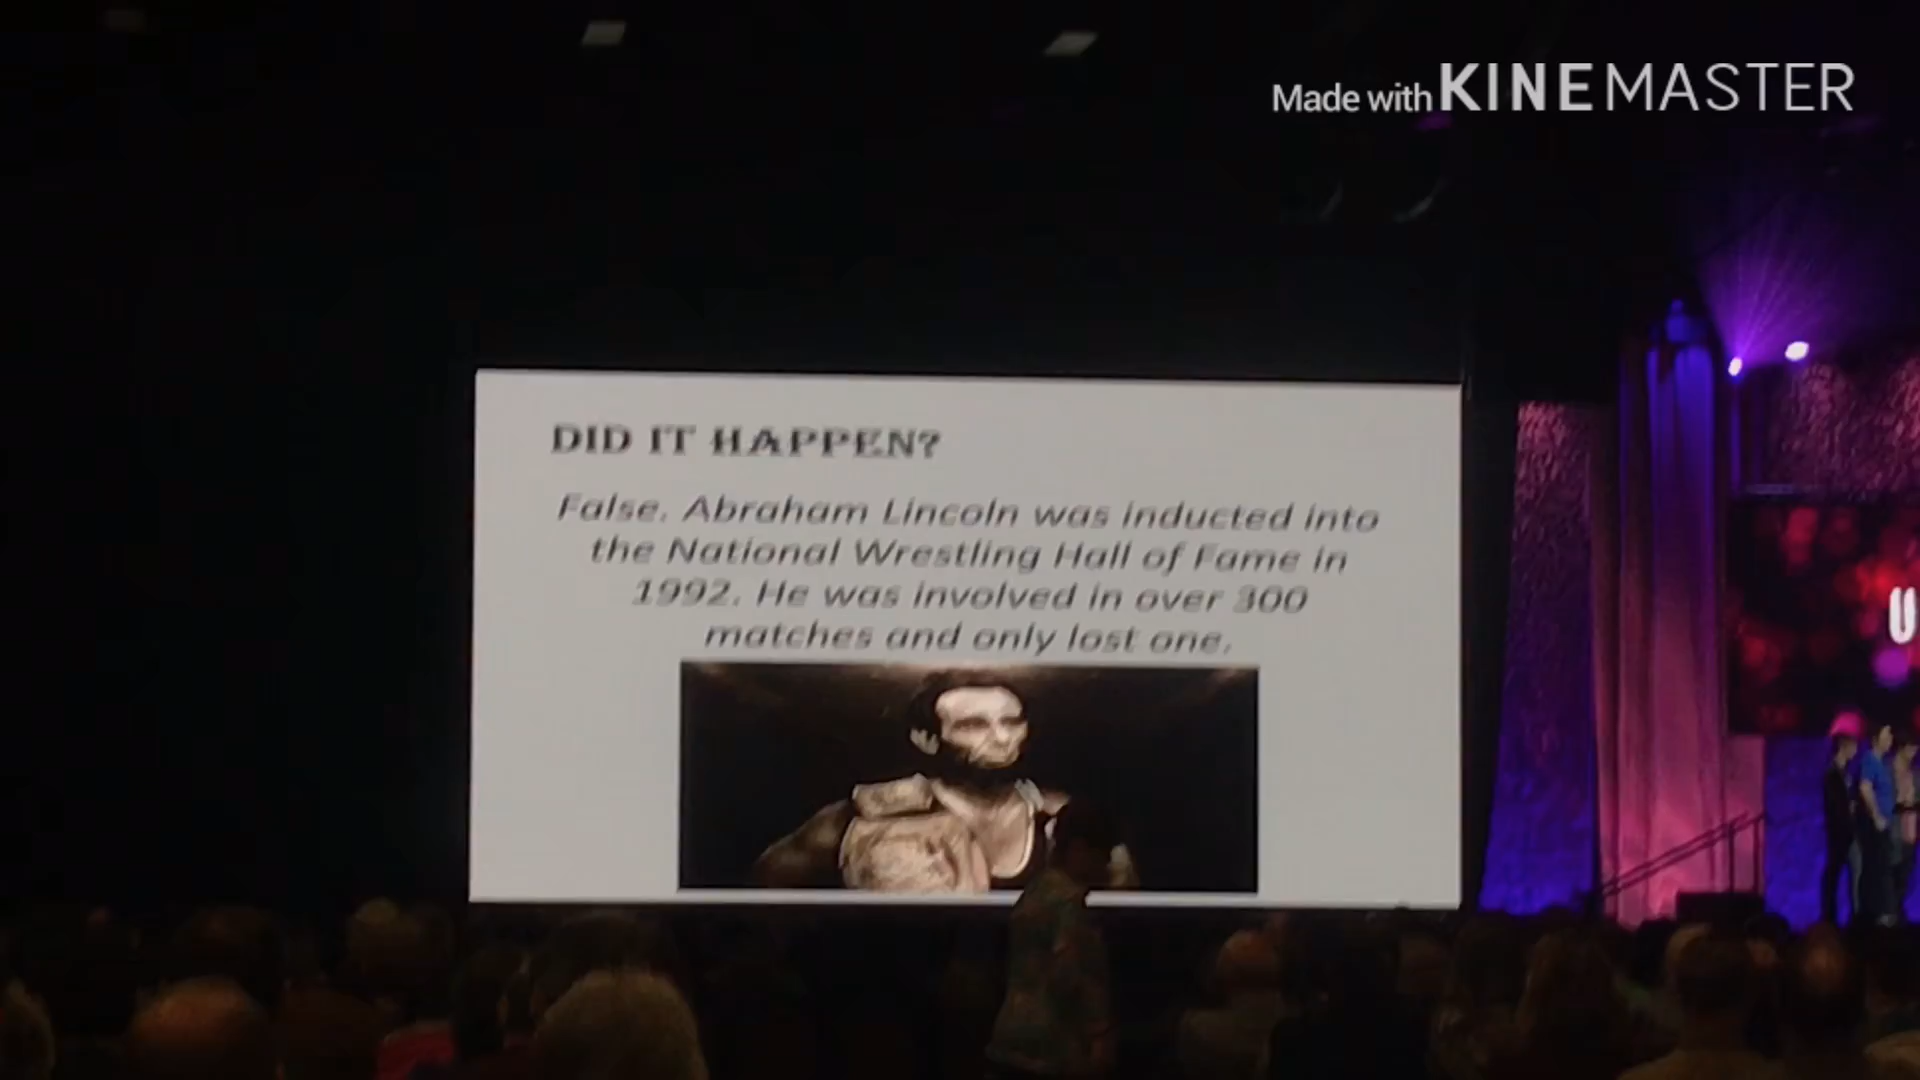 Made with KINEMASTER
DID IT HAPPEN?
False. Abraham Lincoln was inducted into
the National Wrestling Hall of Fame in
1992. He was involved in over 300
matches and only lost one.
U